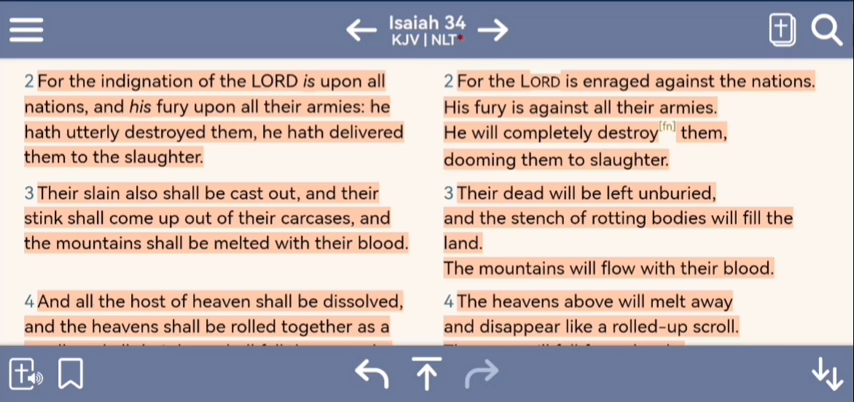 Isaiah 34
KJV | NLT
2 For the indignation of the LORD is upon all
nations, and his fury upon all their armies: he
hath utterly destroyed them, he hath delivered
them to the slaughter.
3 Their slain also shall be cast out, and their
stink shall come up out of their carcases, and
the mountains shall be melted with their blood.
4 And all the host of heaven shall be dissolved,
and the heavens shall be rolled together as a
2 For the LORD is enraged against the nations.
His fury is against all their armies.
He will completely destroy[fn] them,
dooming them to slaughter.
3 Their dead will be left unburied,
and the stench of rotting bodies will fill the
land.
The mountains will flow with their blood.
4 The heavens above will melt away
and disappear like a rolled-up scroll.